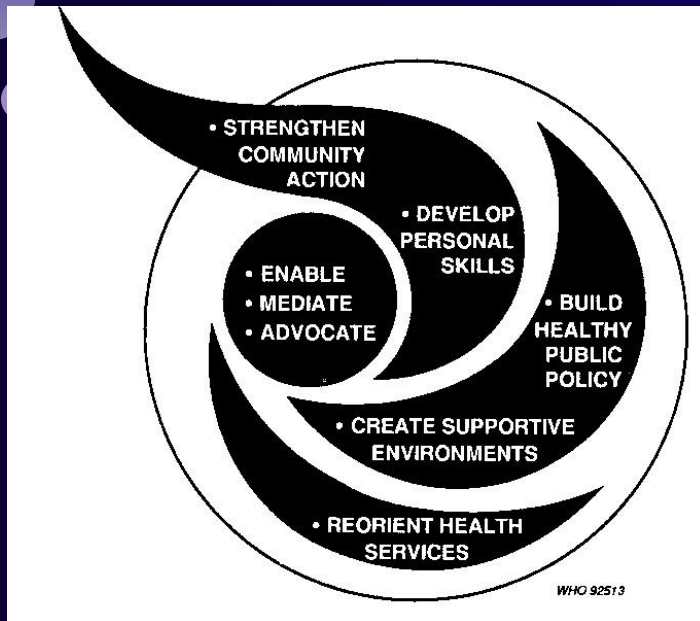 • STRENGTHEN
COMMUNITY
ACTION
• DEVELOP
PERSONAL
SKILLS
• ENABLE
• MEDIATE
• ADVOCATE
• BUILD
HEALTHY
PUBLIC
POLICY
• CREATE SUPPORTIVE
ENVIRONMENTS
• REORIENT HEALTH
SERVICES
WHO 92513